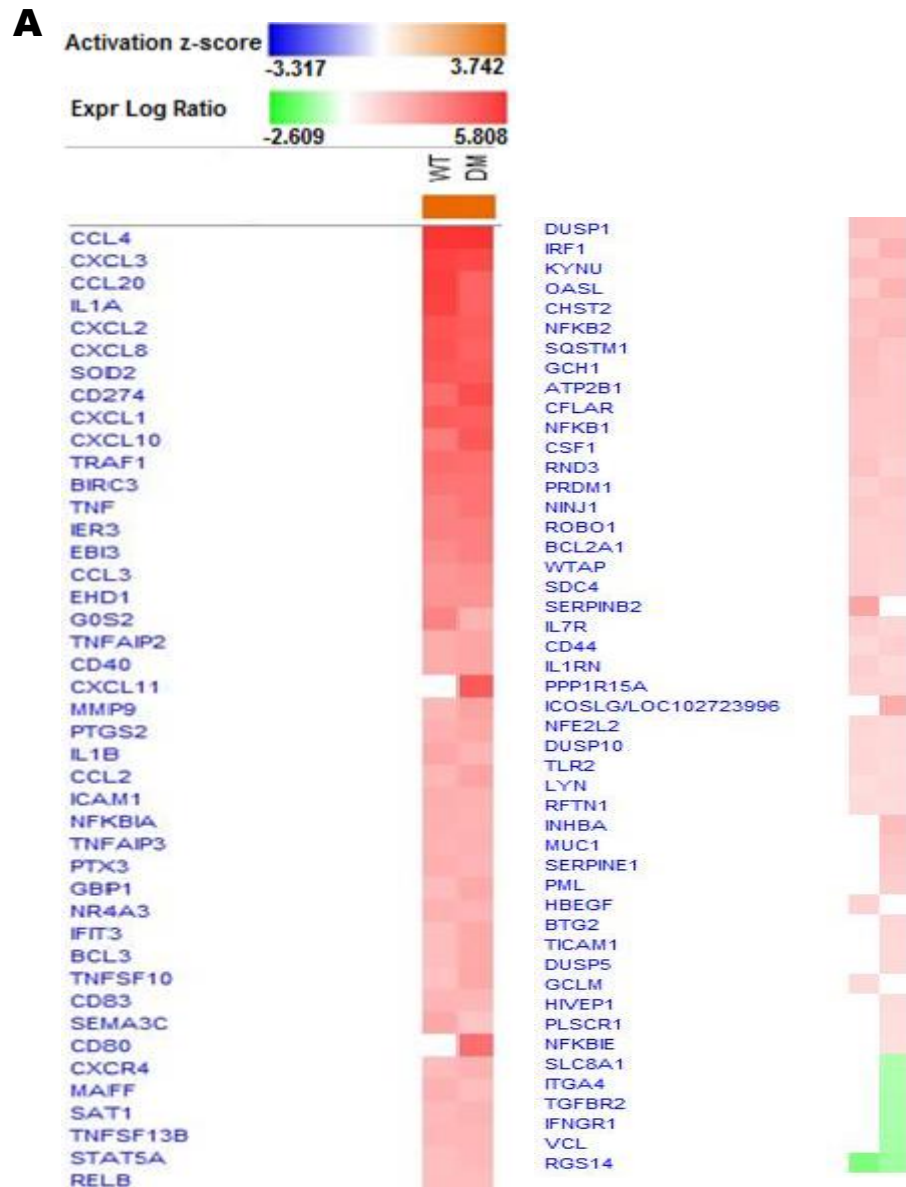 A
Activation z-score
-3.317 3.742
Expr Log Ratio
-2.609 5.808
WT DM
CCL4
CXCL3
CCL20
IL1A
CXCL2
CXCL8
SOD2
CD274
CXCL1
CXCL10
TRAF1
BIRC3
TNF
IER3
EBI3
CCL3
EHD1
G0S2
TNFAIP2
CD40
CXCL11
MMP9
PTGS2
IL1B
CCL2
ICAM1
NFKBIA
TNFAIP3
PTX3
GBP1
NR4A3
IFIT3
BCL3
TNFSF10
CD83
SEMA3C
CD80
CXCR4
MAFF
SAT1
TNFSF13B
STAT5A
RELB
DUSP1
IRF1
KYNU
OASL
CHST2
NFKB2
SQSTM1
GCH1
ATP2B1
CFLAR
NFKB1
CSF1
RND3
PRDM1
NINJ1
ROBO1
BCL2A1
WTAP
SDC4
SERPINB2
IL7R
CD44
IL1RN
PPP1R15A
ICOSLG/LOC102723996
NFE2L2
DUSP10
TLR2
LYN
RFTN1
INHBA
MUC1
SERPINE1
PML
HBEGF
BTG2
TICAM1
DUSP5
GCLM
HIVEP1
PLSCR1
NFKBIE
SLC8A1
ITGA4
TGFBR2
IFNGR1
VCL
RGS14